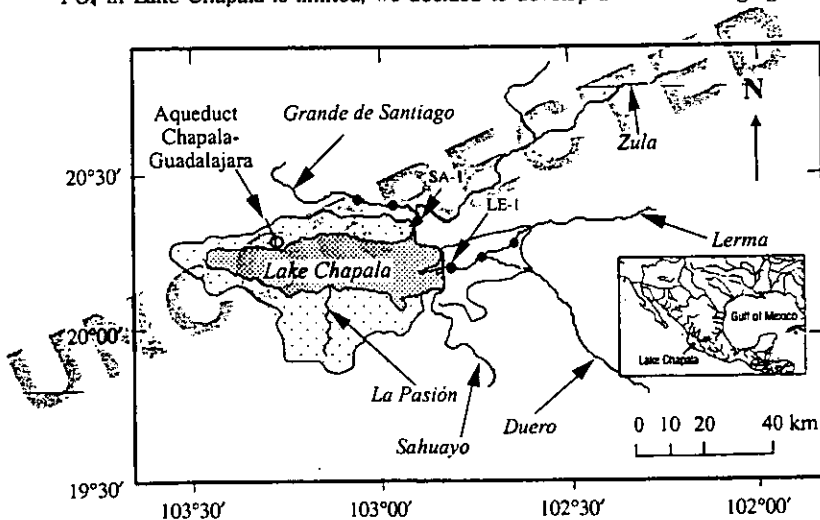 Aqueduct
Chapala-
Guadalajara
Grande de Santiago
Zula
N
20°30′
SA-1
LE-1
Lerma
Lake Chapala
Gulf of Mexico
Lake Chapala
20°00′
La Pasión
Sahuayo
Duero
0 10 20 40 km
19°30′
103°30′ 103°00′ 102°30′ 102°00′